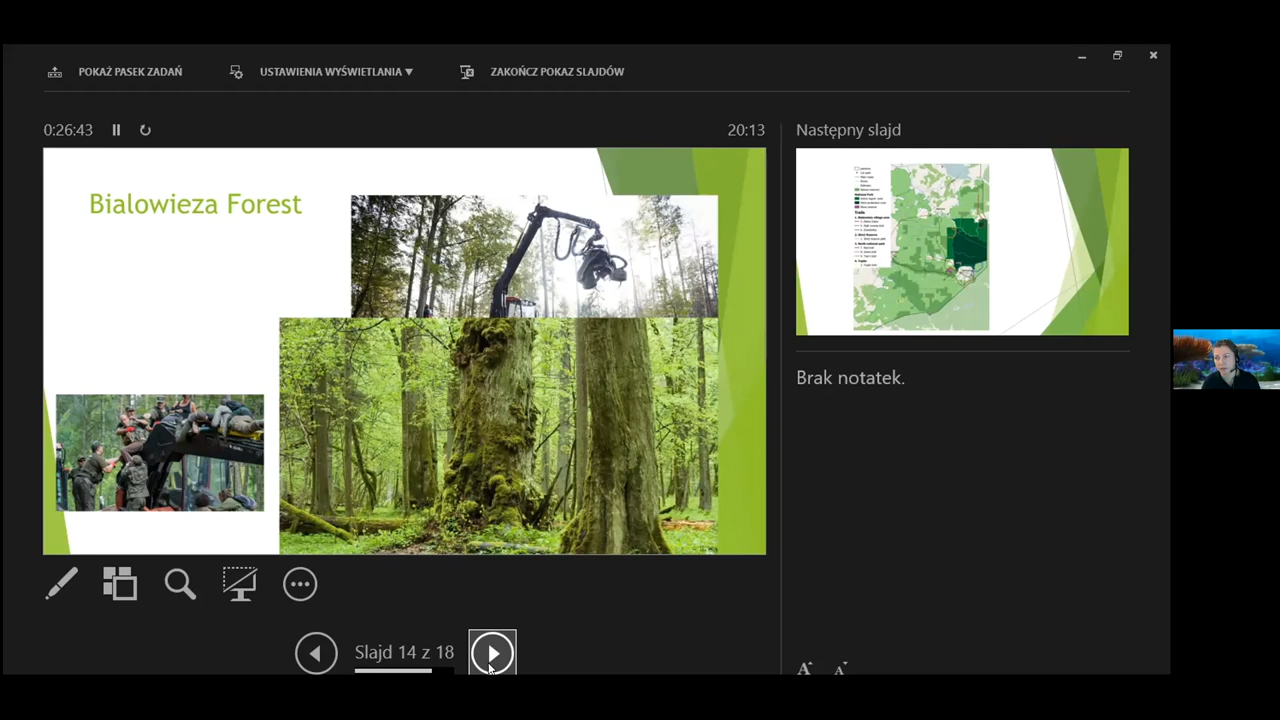 POKAŻ PASEK ZADAŃ
USTAWIENIA WYŚWIETLANIA ▼
ZAKOŃCZ POKAZ SLAJDÓW
0:26:43
20:13
Następny slajd
Bialowieza Forest
Brak notatek.
Slajd 14 z 18
A A